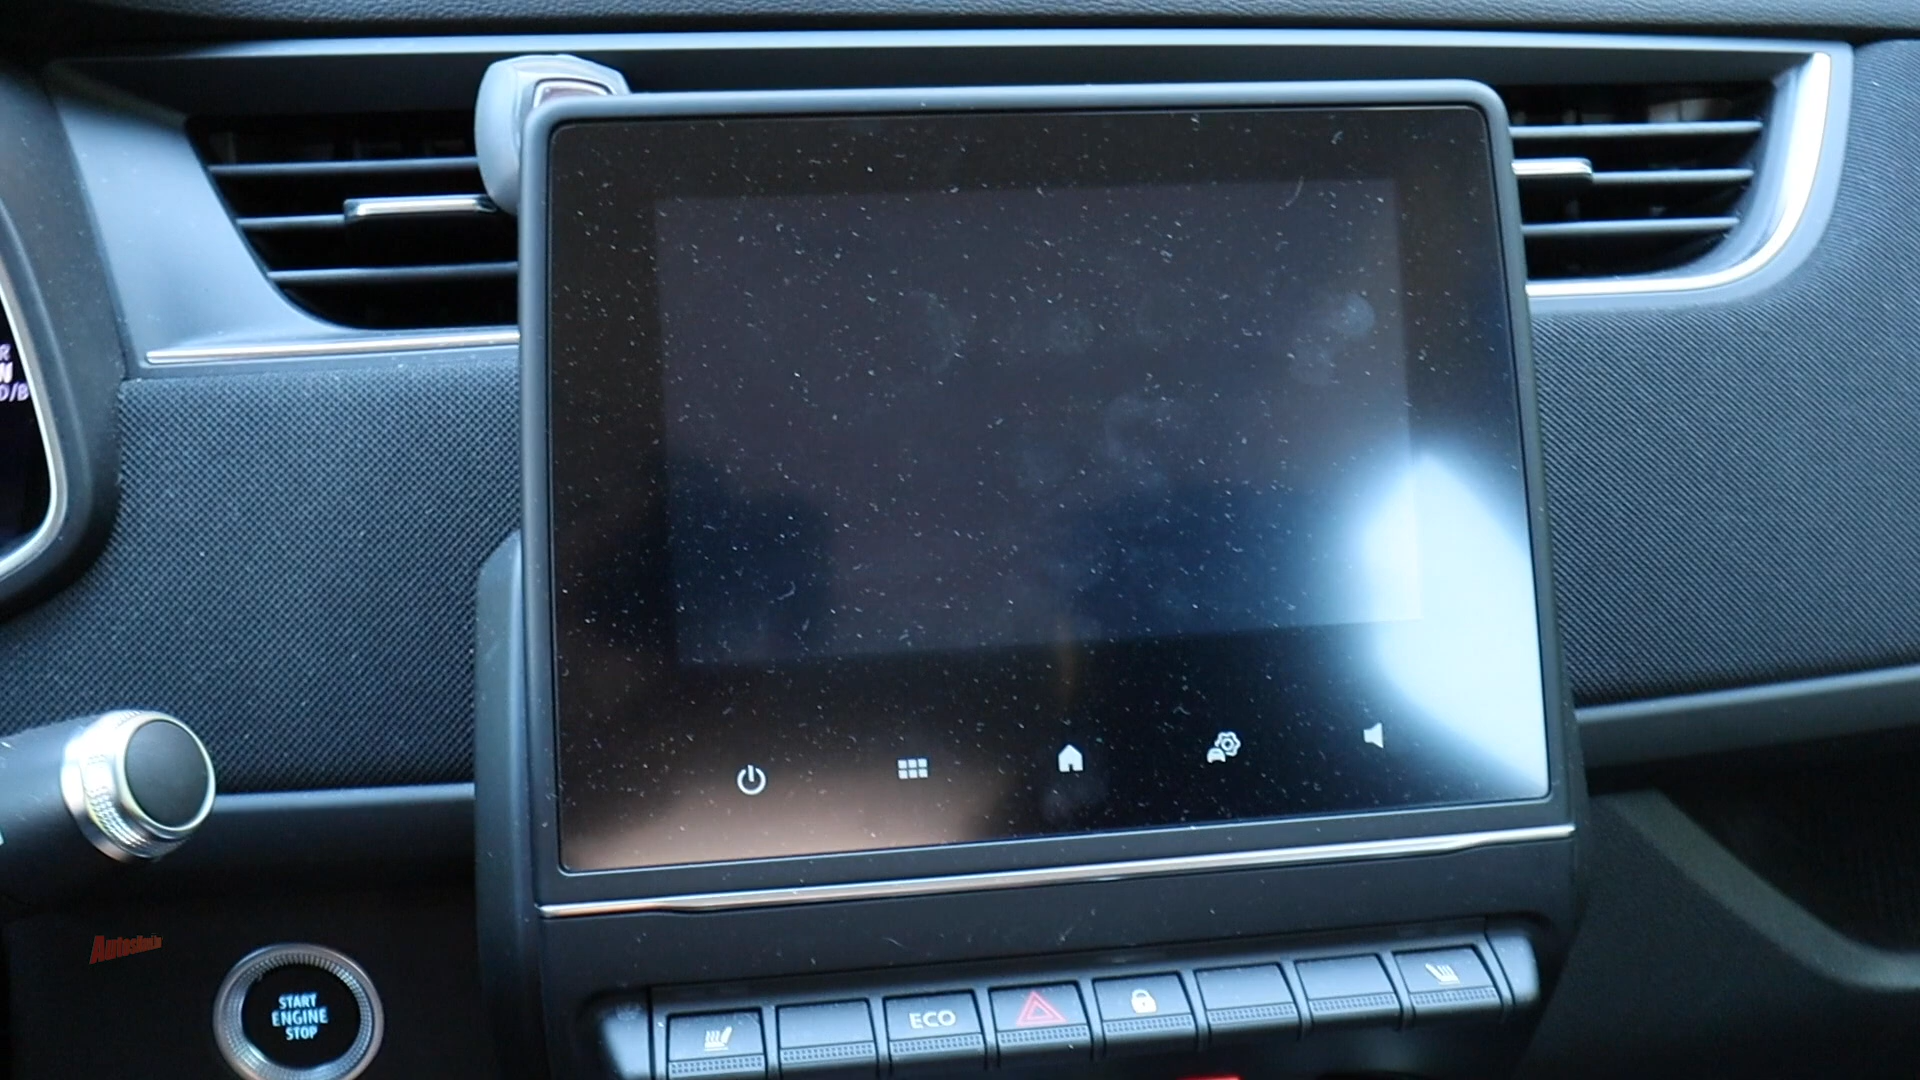 R
N
D/B
START
ENGINE
STOP
ECO